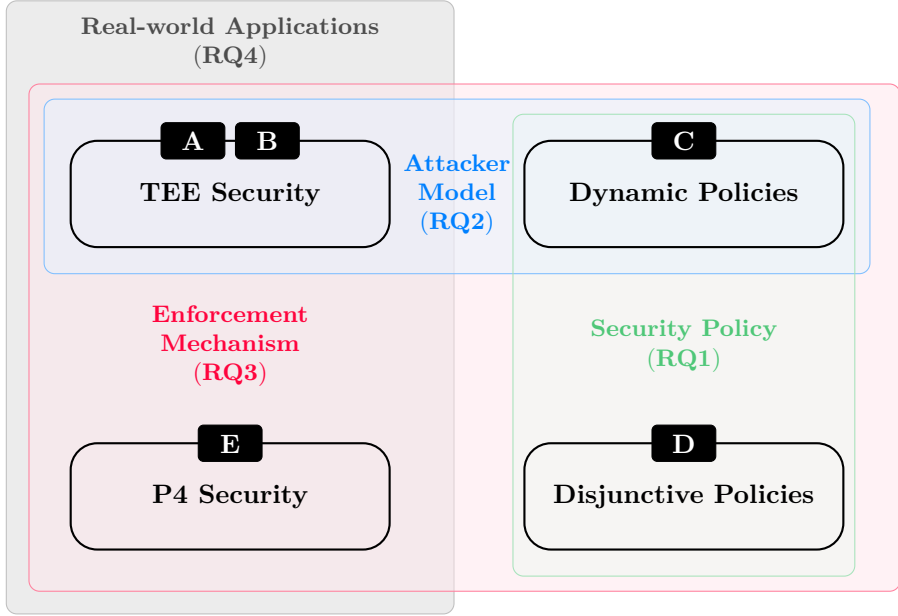 Real-world Applications
(RQ4)
A B
TEE Security
Attacker
Model
(RQ2)
C
Dynamic Policies
Enforcement
Mechanism
(RQ3)
Security Policy
(RQ1)
E
P4 Security
D
Disjunctive Policies